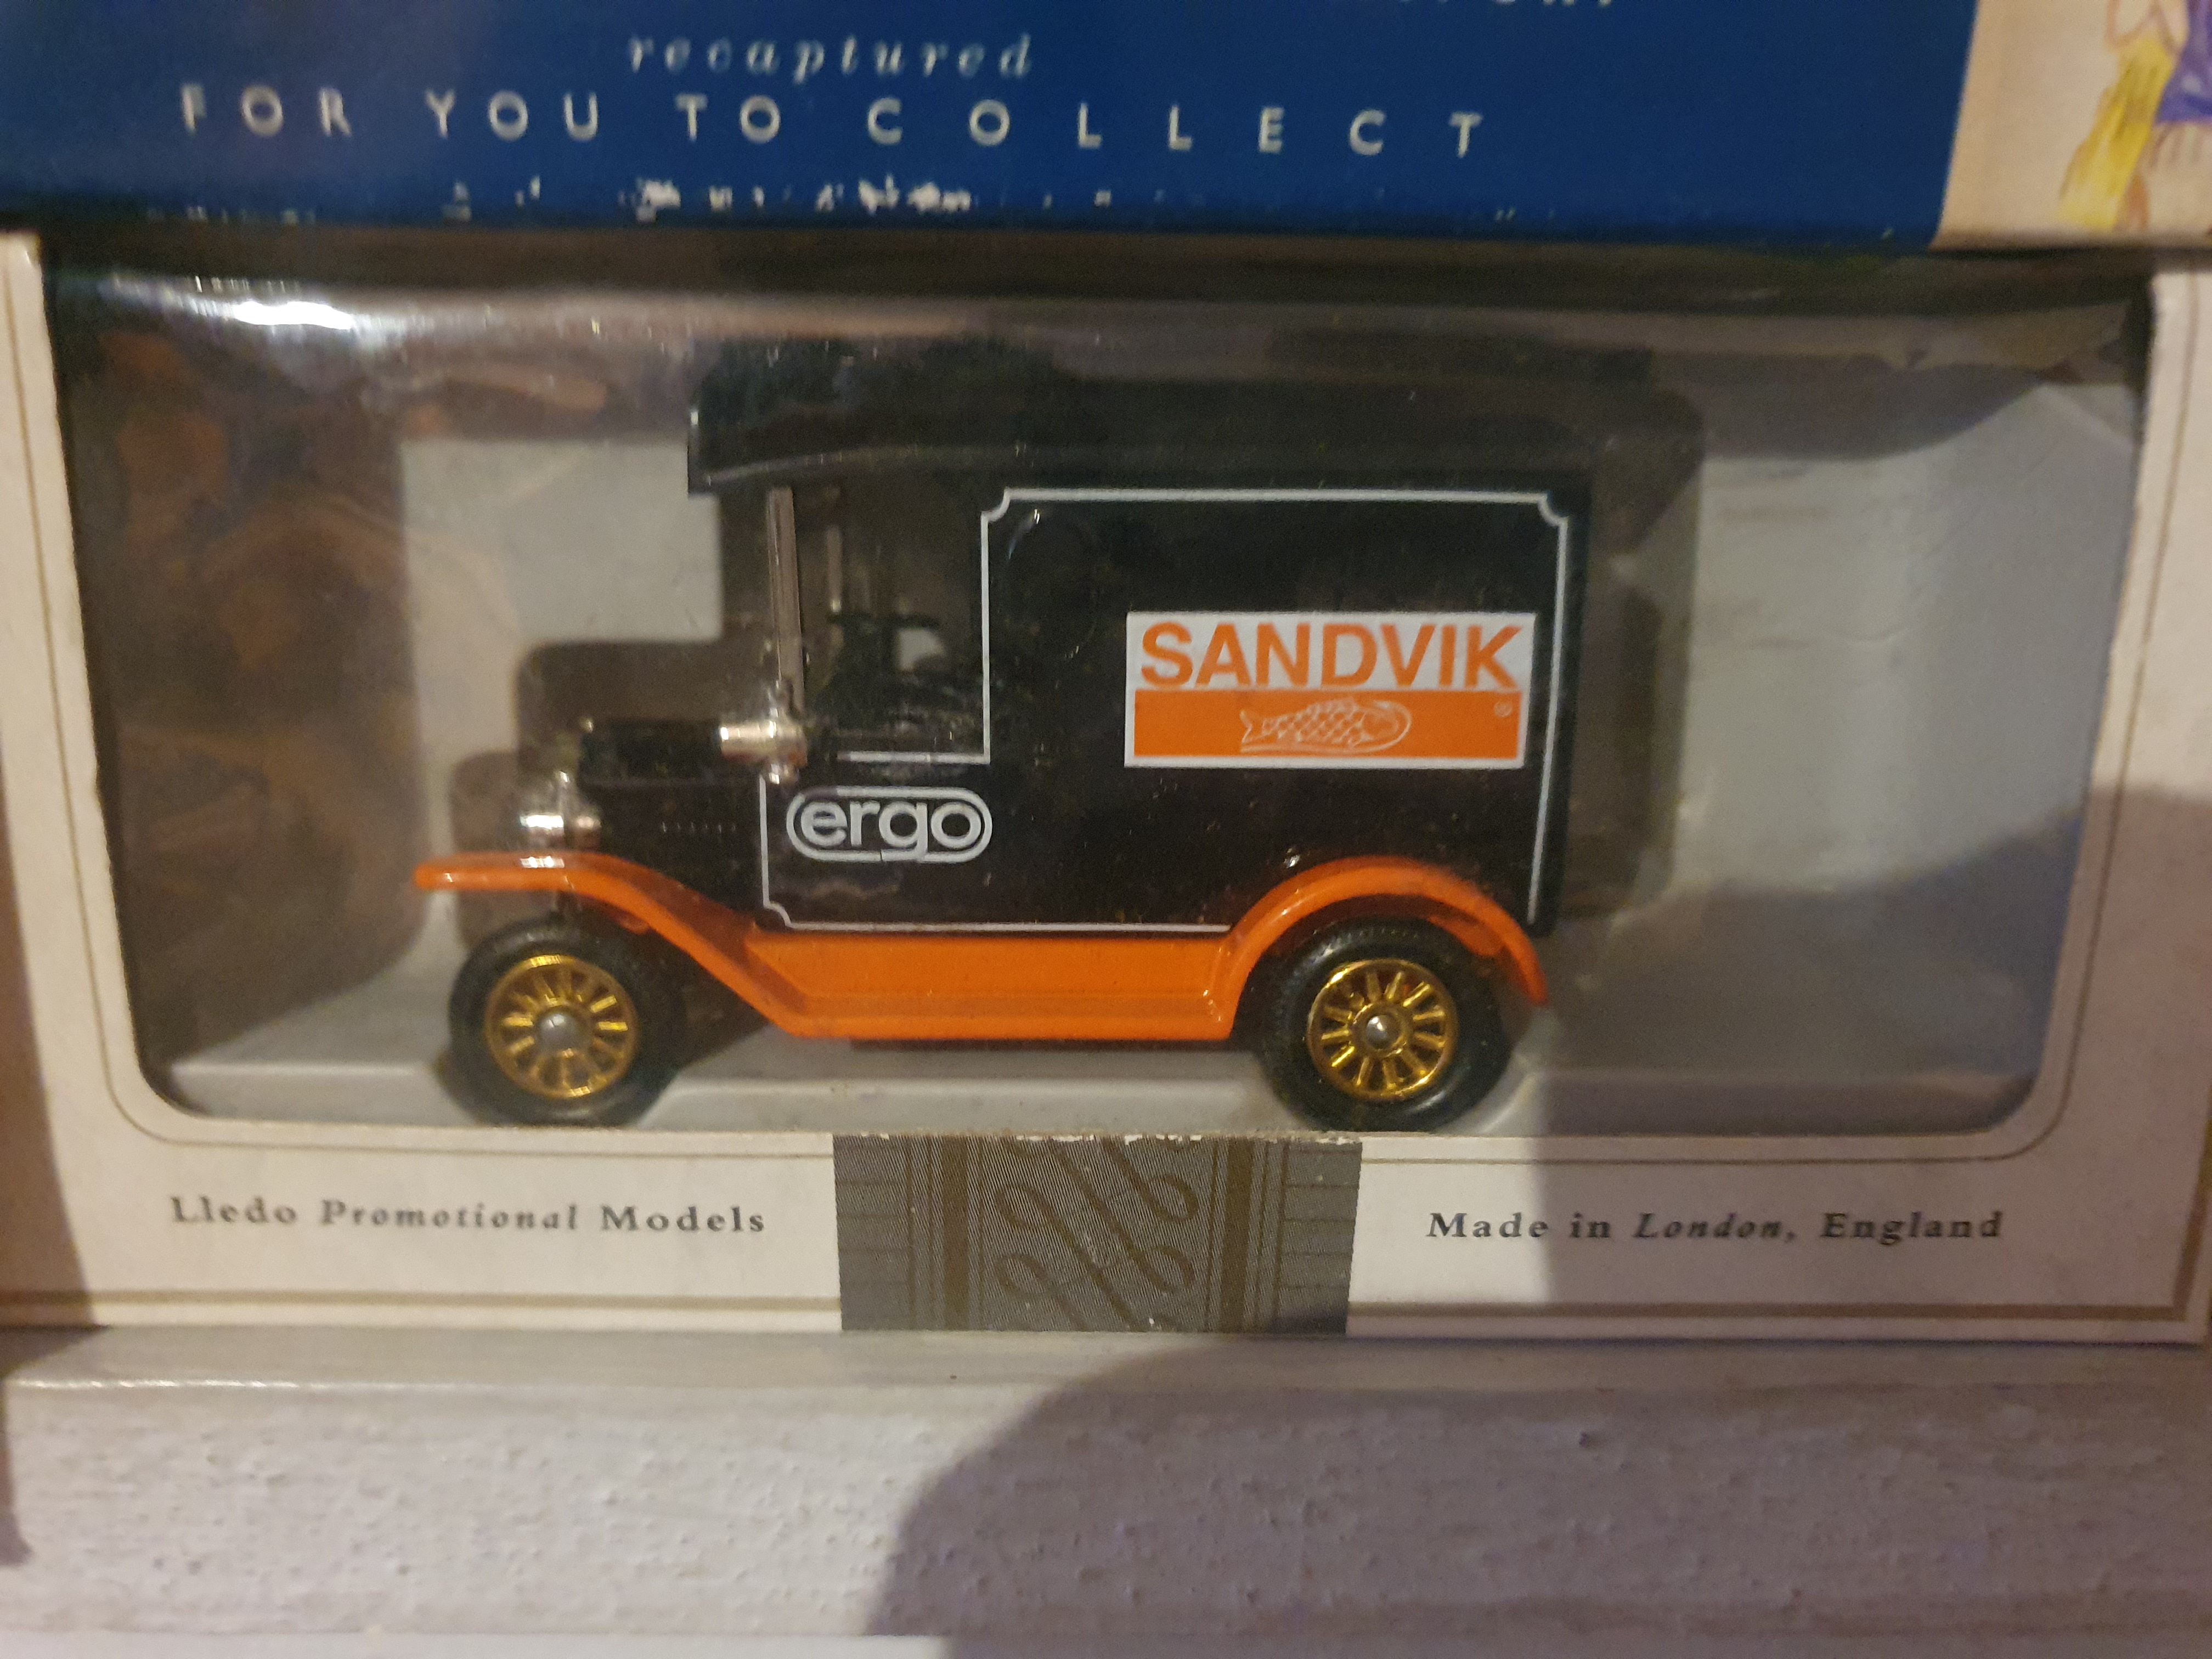 recaptured
FOR YOU TO COLLECT
SANDVIK
®
ergo
Lledo Promotional Models
Made in London, England